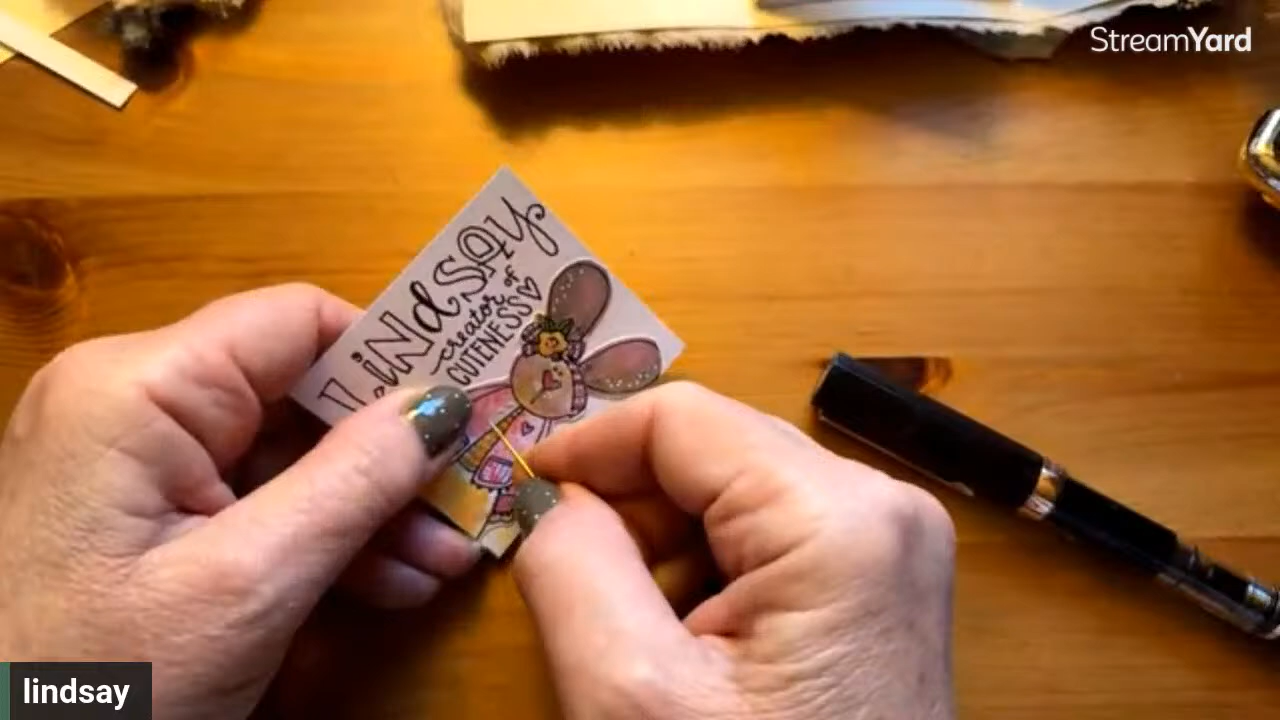 StreamYard
LiNdSAY
creator of
CUTENESS
lindsay